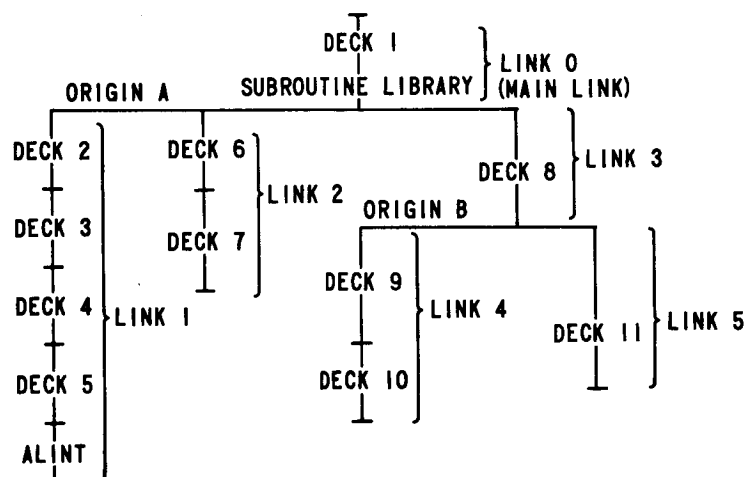 DECK 1
SUBROUTINE LIBRARY
LINK 0
(MAIN LINK)
ORIGIN A
DECK 2
DECK 3
DECK 4
DECK 5
ALINT
LINK 1
DECK 6
DECK 7
LINK 2
DECK 8
LINK 3
ORIGIN B
DECK 9
DECK 10
LINK 4
DECK 11
LINK 5